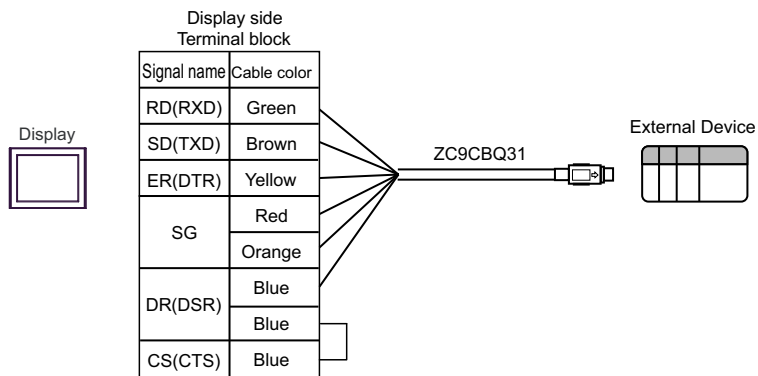 Display side
Terminal block
Signal name Cable color
RD(RXD) Green
SD(TXD) Brown
ER(DTR) Yellow
SG Red
Orange
DR(DSR) Blue
Blue
CS(CTS) Blue
Display
ZC9CBQ31
External Device